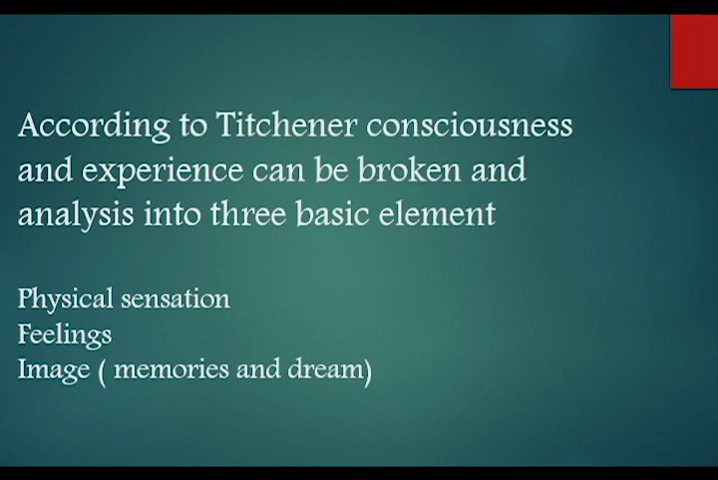 According to Titchener consciousness
and experience can be broken and
analysis into three basic element
Physical sensation
Feelings
Image ( memories and dream)